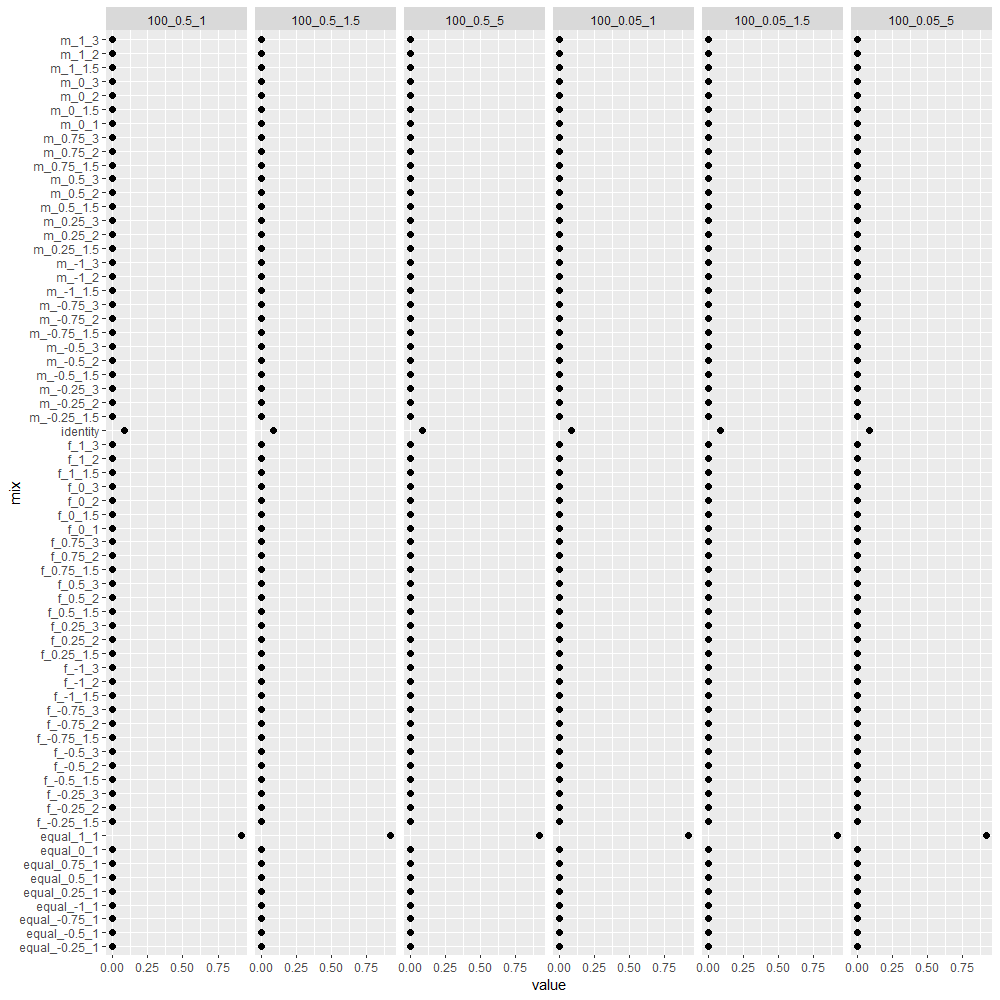 100_0.5_1 100_0.5_1.5 100_0.5_5 100_0.05_1 100_0.05_1.5 100_0.05_5
m_1_3
m_1_2
m_1_1.5
m_0_3
m_0_2
m_0_1.5
m_0_1
m_0.75_3
m_0.75_2
m_0.75_1.5
m_0.5_3
m_0.5_2
m_0.5_1.5
m_0.25_3
m_0.25_2
m_0.25_1.5
m_-1_3
m_-1_2
m_-1_1.5
m_-0.75_3
m_-0.75_2
m_-0.75_1.5
m_-0.5_3
m_-0.5_2
m_-0.5_1.5
m_-0.25_3
m_-0.25_2
m_-0.25_1.5
identity
f_1_3
f_1_2
f_1_1.5
f_0_3
f_0_2
f_0_1.5
f_0_1
f_0.75_3
f_0.75_2
f_0.75_1.5
f_0.5_3
f_0.5_2
f_0.5_1.5
f_0.25_3
f_0.25_2
f_0.25_1.5
f_-1_3
f_-1_2
f_-1_1.5
f_-0.75_3
f_-0.75_2
f_-0.75_1.5
f_-0.5_3
f_-0.5_2
f_-0.5_1.5
f_-0.25_3
f_-0.25_2
f_-0.25_1.5
equal_1_1
equal_0_1
equal_0.75_1
equal_0.5_1
equal_0.25_1
equal_-1_1
equal_-0.75_1
equal_-0.5_1
equal_-0.25_1
mix
0.00 0.25 0.50 0.75 0.00 0.25 0.50 0.75 0.00 0.25 0.50 0.75 0.00 0.25 0.50 0.75 0.00 0.25 0.50 0.75 0.00 0.25 0.50 0.75
value